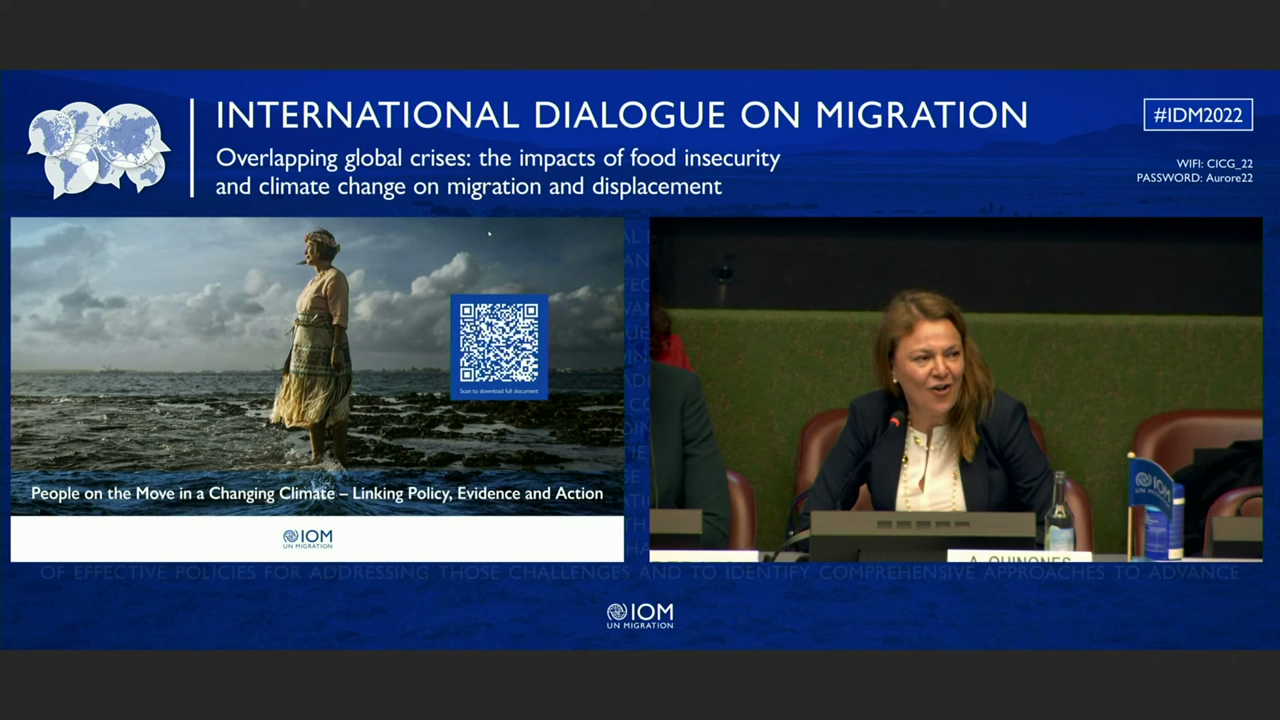 INTERNATIONAL DIALOGUE ON MIGRATION
Overlapping global crises: the impacts of food insecurity
and climate change on migration and displacement
#IDM2022
WIFI: CICG_22
PASSWORD: Aurore22
Scan to download full document
People on the Move in a Changing Climate – Linking Policy, Evidence and Action
IOM
UN MIGRATION
IOM
A. QUINONES
OF EFFECTIVE POLICIES FOR ADDRESSING THOSE CHALLENGES AND TO IDENTIFY COMPREHENSIVE APPROACHES TO ADVANCE
IOM
UN MIGRATION